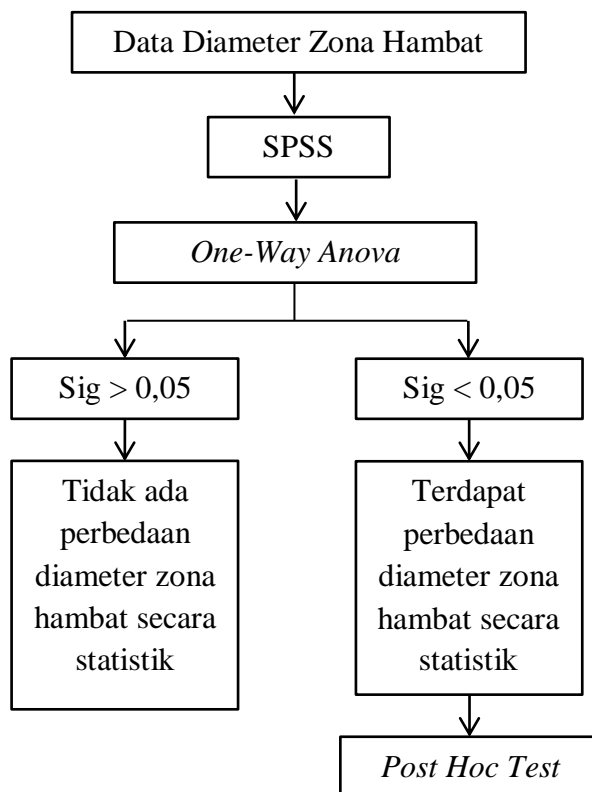 Data Diameter Zona Hambat
SPSS
One-Way Anova
Sig > 0,05
Sig < 0,05
Tidak ada
perbedaan
diameter zona
hambat secara
statistik
Terdapat
perbedaan
diameter zona
hambat secara
statistik
Post Hoc Test